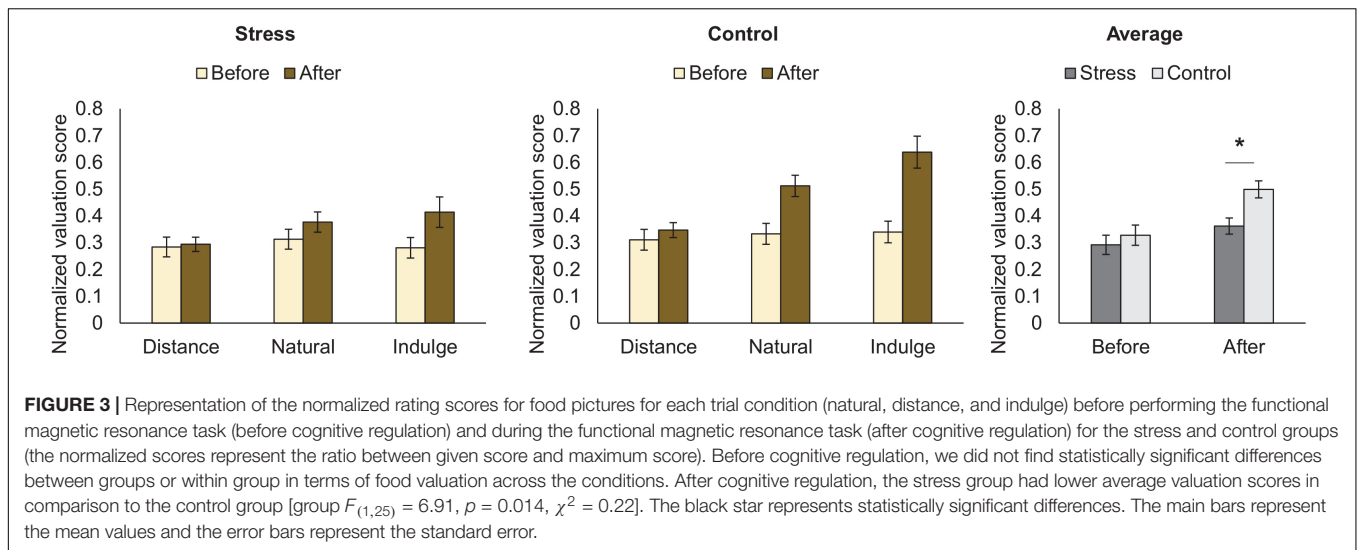 Stress
Before After
Normalized valuation score
0.8
0.7
0.6
0.5
0.4
0.3
0.2
0.1
0
Distance Natural Indulge
Control
Before After
Normalized valuation score
0.8
0.7
0.6
0.5
0.4
0.3
0.2
0.1
0
Distance Natural Indulge
Average
Stress Control
Normalized valuation score
0.8
0.7
0.6
0.5
0.4
0.3
0.2
0.1
0
*
Before After
FIGURE 3 | Representation of the normalized rating scores for food pictures for each trial condition (natural, distance, and indulge) before performing the functional
magnetic resonance task (before cognitive regulation) and during the functional magnetic resonance task (after cognitive regulation) for the stress and control groups
(the normalized scores represent the ratio between given score and maximum score). Before cognitive regulation, we did not find statistically significant differences
between groups or within group in terms of food valuation across the conditions. After cognitive regulation, the stress group had lower average valuation scores in
comparison to the control group [group F(1,25) = 6.91, p = 0.014, χ² = 0.22]. The black star represents statistically significant differences. The main bars represent
the mean values and the error bars represent the standard error.